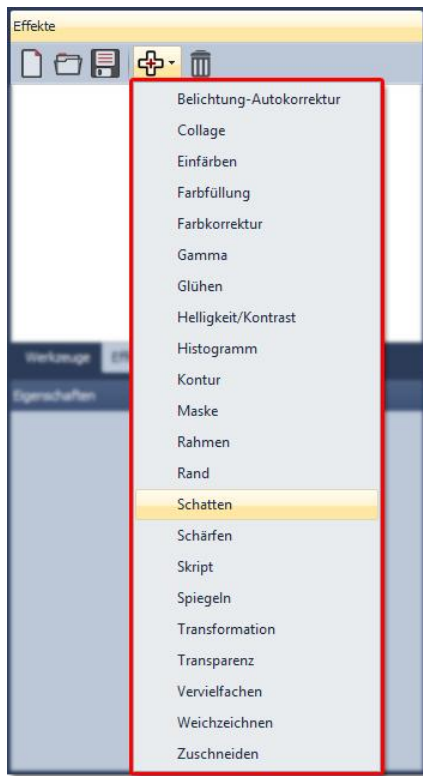 Effekte
Belichtung-Autokorrektur
Collage
Einfärben
Farbfüllung
Farbkorrektur
Gamma
Glühen
Helligkeit/Kontrast
Histogramm
Werkzeuge
Kontur
Eigenschaften
Maske
Rahmen
Rand
Schatten
Schärfen
Skript
Spiegeln
Transformation
Transparenz
Vervielfachen
Weichzeichnen
Zuschneiden